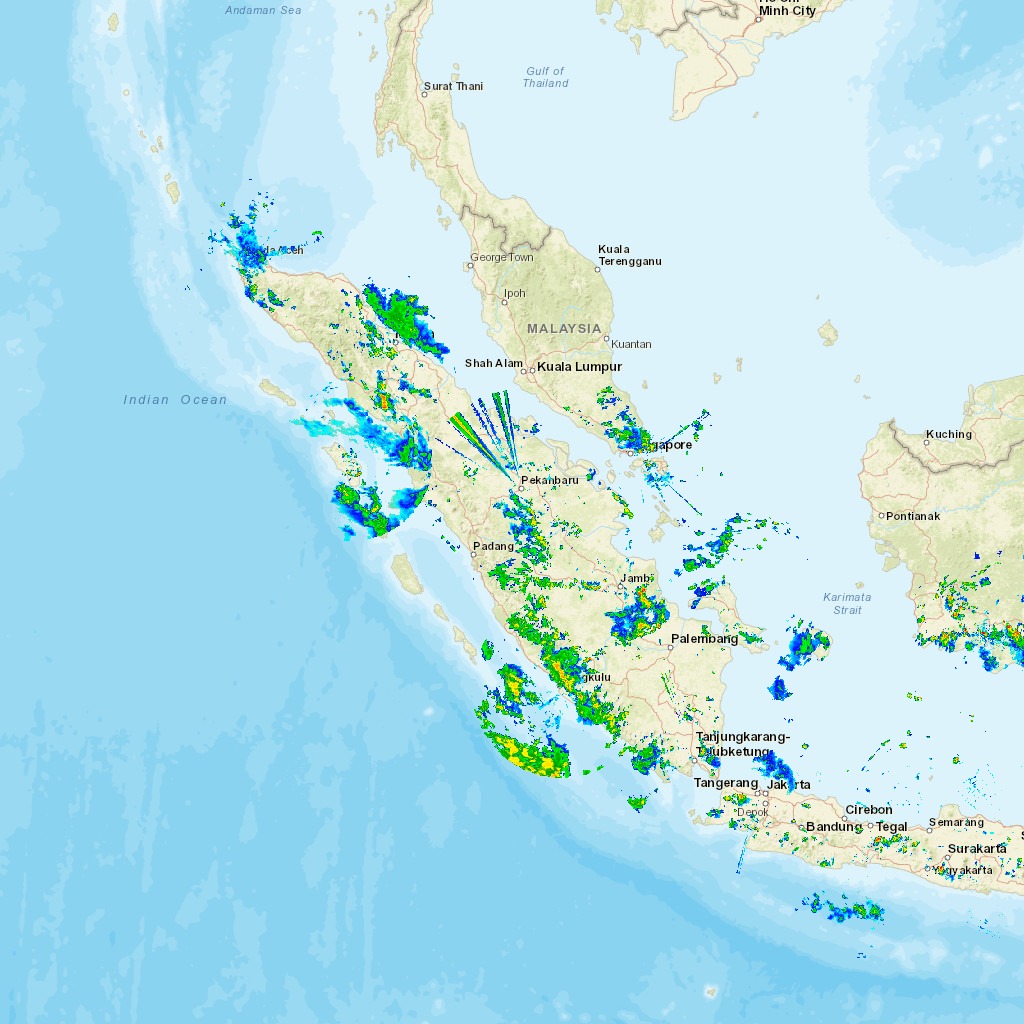 Andaman Sea
Minh City
Gulf of
Thailand
Surat Thani
Kuala
Terengganu
George Town
Ipoh
MALAYSIA
Kuantan
Shah Alam
Kuala Lumpur
Indian Ocean
Kuching
Pekanbaru
Pontianak
Padang
Jambi
Karimata
Strait
Palembang
Tanjungkarang-
Tangerang
Jakarta
Depok
Cirebon
Bandung
Tegal
Semarang
Surakarta
Yogyakarta